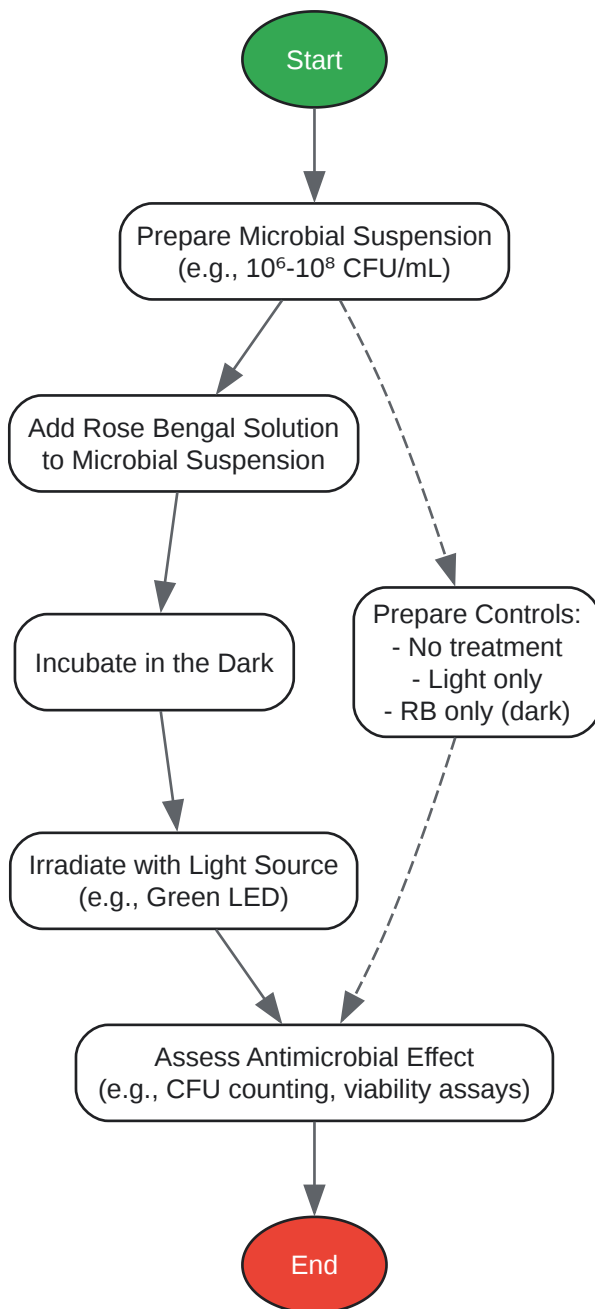 Start
Prepare Microbial Suspension
(e.g., 10⁶-10⁸ CFU/mL)
Add Rose Bengal Solution
to Microbial Suspension
Prepare Controls:
- No treatment
- Light only
- RB only (dark)
Incubate in the Dark
Irradiate with Light Source
(e.g., Green LED)
Assess Antimicrobial Effect
(e.g., CFU counting, viability assays)
End